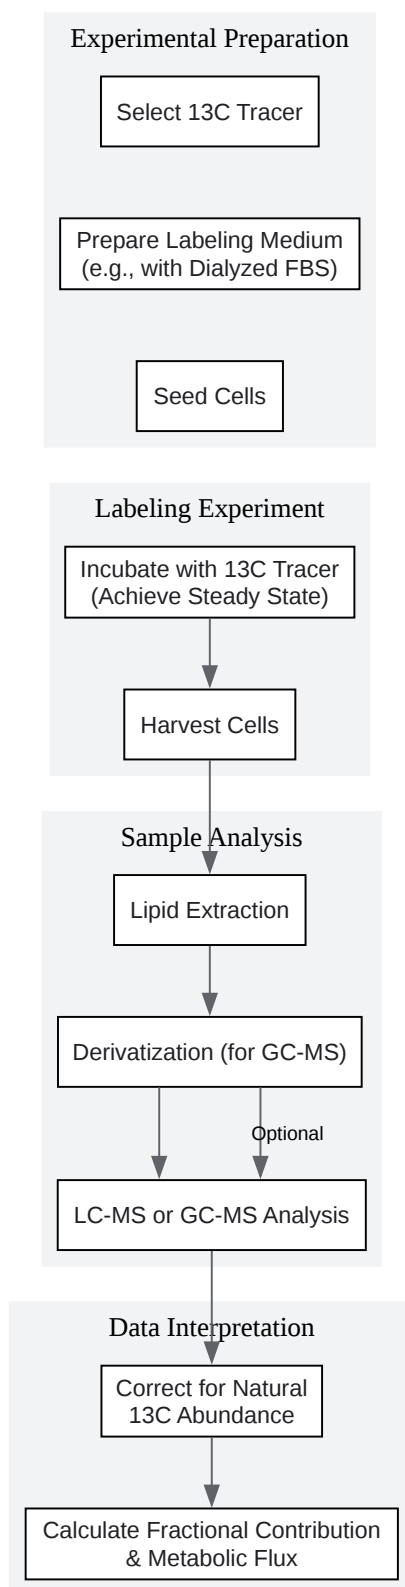 Experimental Preparation
Select 13C Tracer
Prepare Labeling Medium
(e.g., with Dialyzed FBS)
Seed Cells
Labeling Experiment
Incubate with 13C Tracer
(Achieve Steady State)
Harvest Cells
Sample Analysis
Lipid Extraction
Derivatization (for GC-MS)
Optional
LC-MS or GC-MS Analysis
Data Interpretation
Correct for Natural
13C Abundance
Calculate Fractional Contribution
& Metabolic Flux